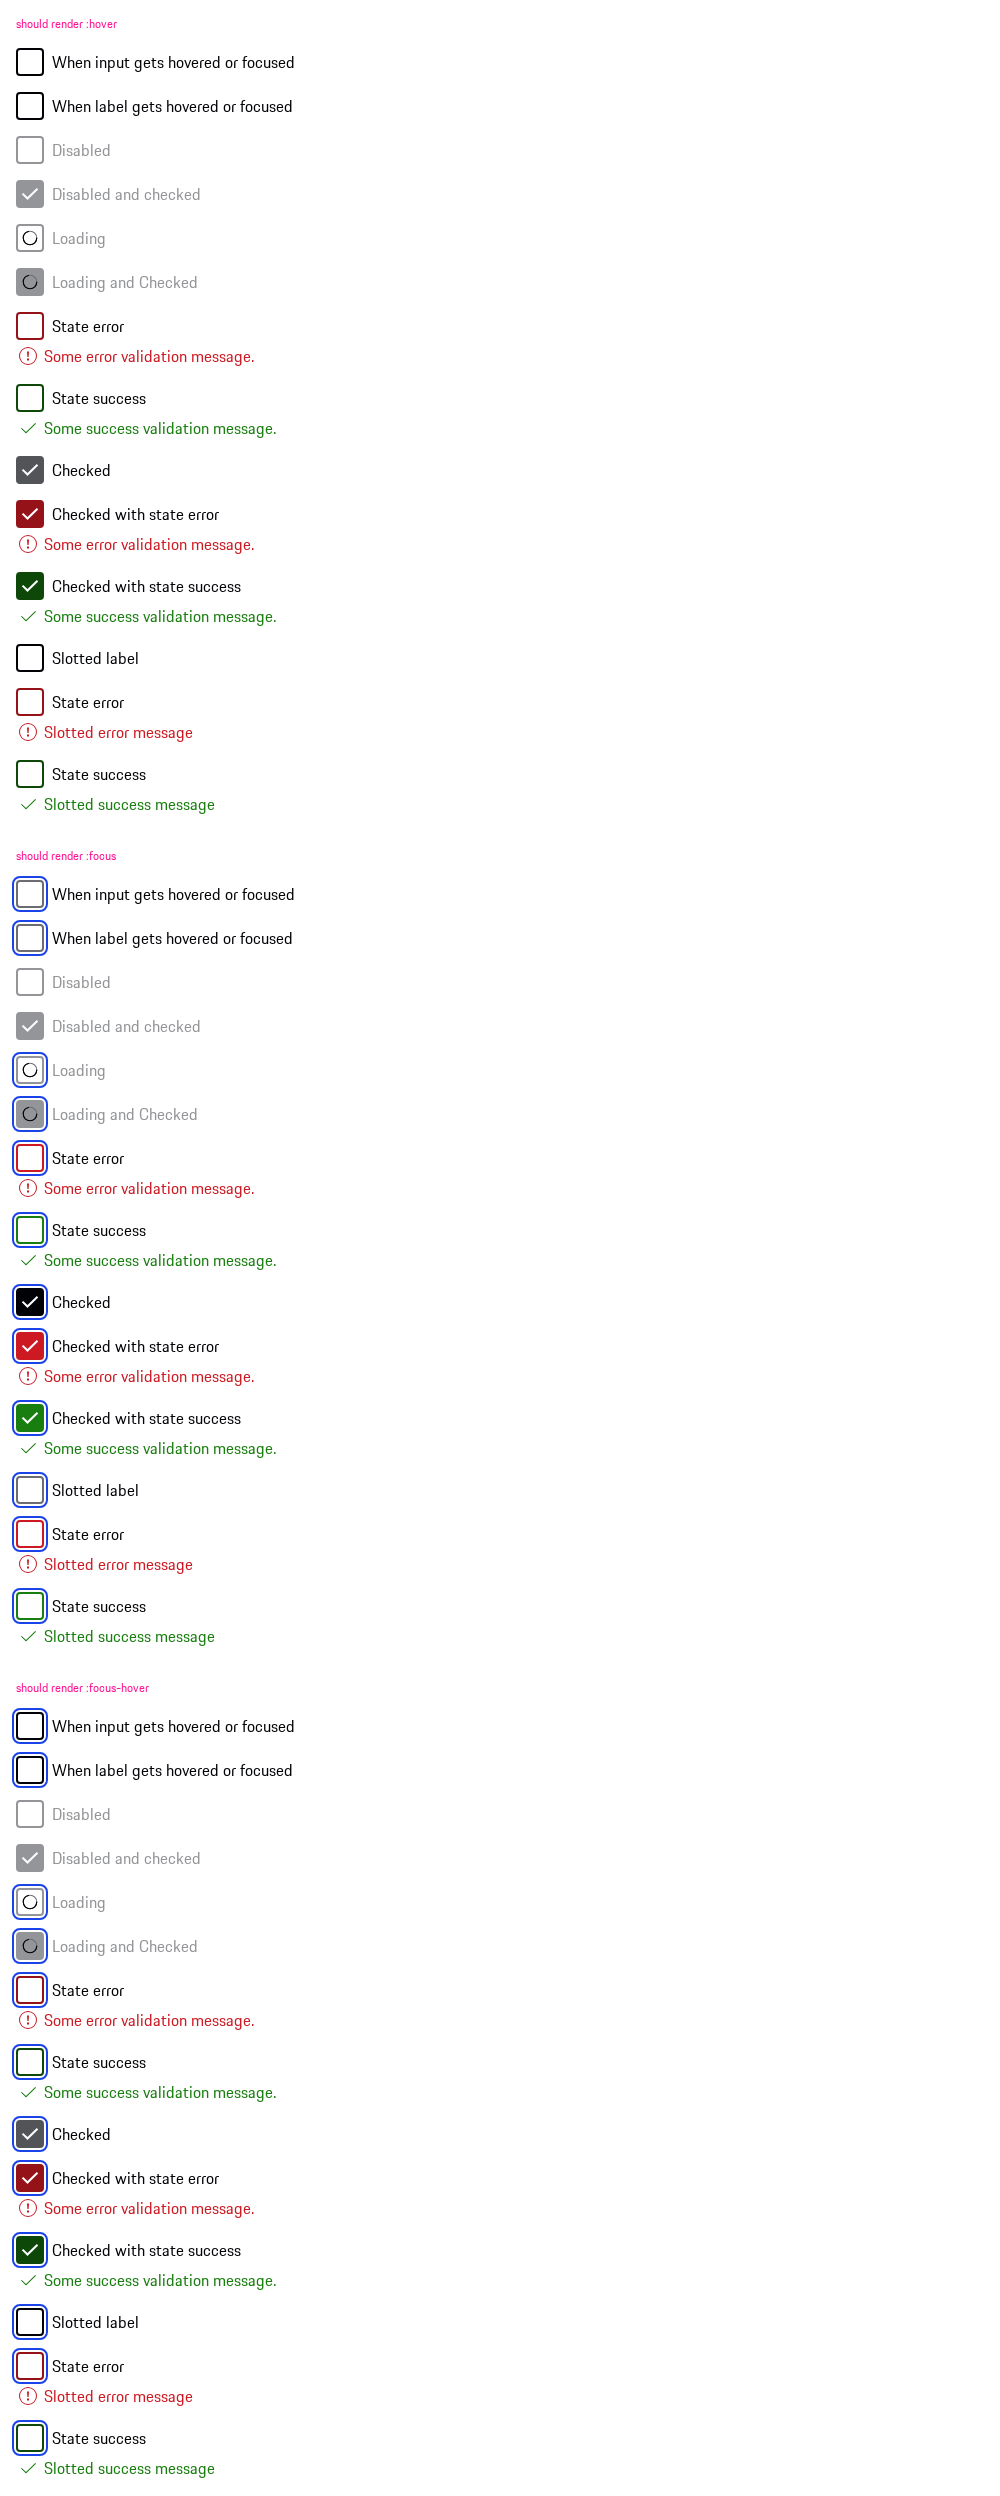 should render :hover
When input gets hovered or focused
When label gets hovered or focused
Disabled
Disabled and checked
Loading
Loading and Checked
State error
Some error validation message.
State success
Some success validation message.
Checked
Checked with state error
Some error validation message.
Checked with state success
Some success validation message.
Slotted label
State error
Slotted error message
State success
Slotted success message
should render :focus
When input gets hovered or focused
When label gets hovered or focused
Disabled
Disabled and checked
Loading
Loading and Checked
State error
Some error validation message.
State success
Some success validation message.
Checked
Checked with state error
Some error validation message.
Checked with state success
Some success validation message.
Slotted label
State error
Slotted error message
State success
Slotted success message
should render :focus-hover
When input gets hovered or focused
When label gets hovered or focused
Disabled
Disabled and checked
Loading
Loading and Checked
State error
Some error validation message.
State success
Some success validation message.
Checked
Checked with state error
Some error validation message.
Checked with state success
Some success validation message.
Slotted label
State error
Slotted error message
State success
Slotted success message